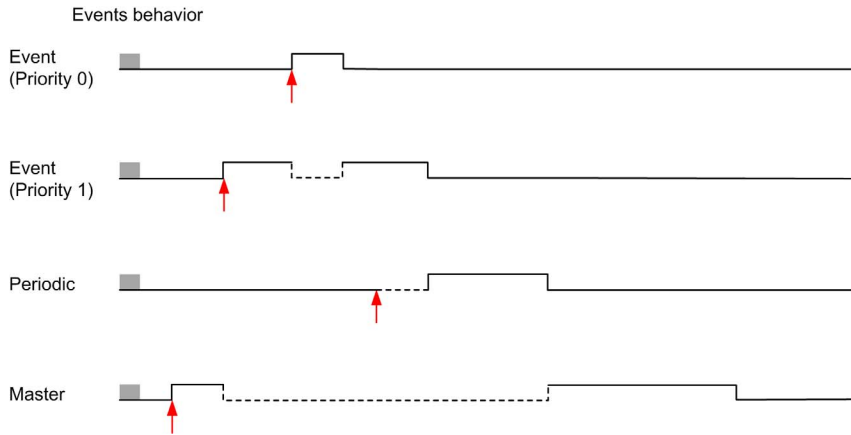 Events behavior
Event
(Priority 0)
Event
(Priority 1)
Periodic
Master